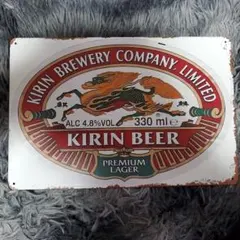 KIRIN BREWERY COMPANY, LIMITED
ALC 4.8%VOL 330 ml e
KIRIN BEER
PREMIUM
LAGER